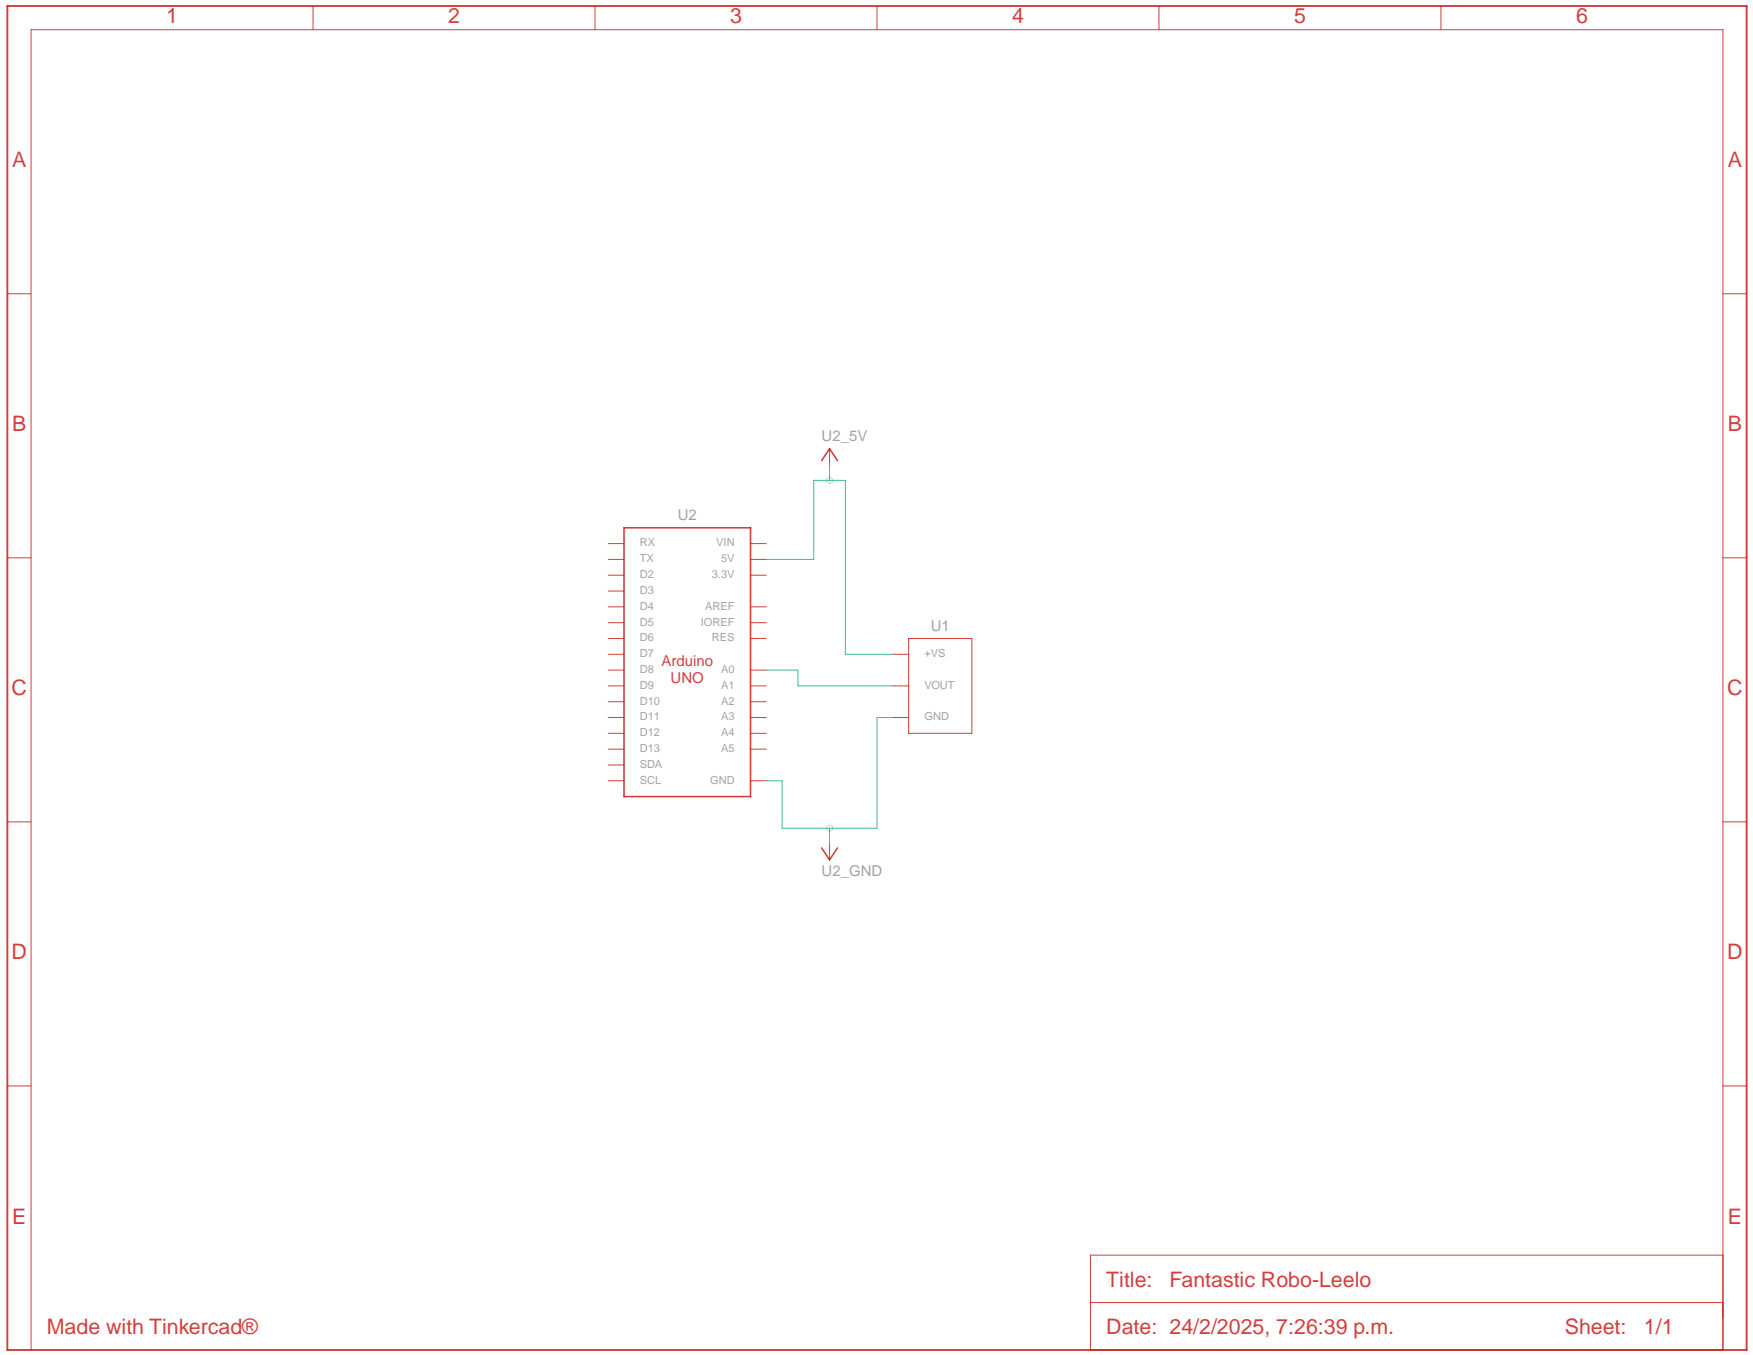 1 2 3 4 5 6
A A
B B
U2_5V
U2
RX VIN
TX 5V
D2 3.3V
D3
D4 AREF
D5 IOREF
U1
D6 RES
D7 +VS
Arduino
D8 A0
UNO
D9 A1 VOUT
C C
D10 A2
D11 A3 GND
D12 A4
D13 A5
SDA
SCL GND
U2_GND
D D
E E
Title: Fantastic Robo-Leelo
Made with Tinkercad®
Date: 24/2/2025, 7:26:39 p.m. Sheet: 1/1